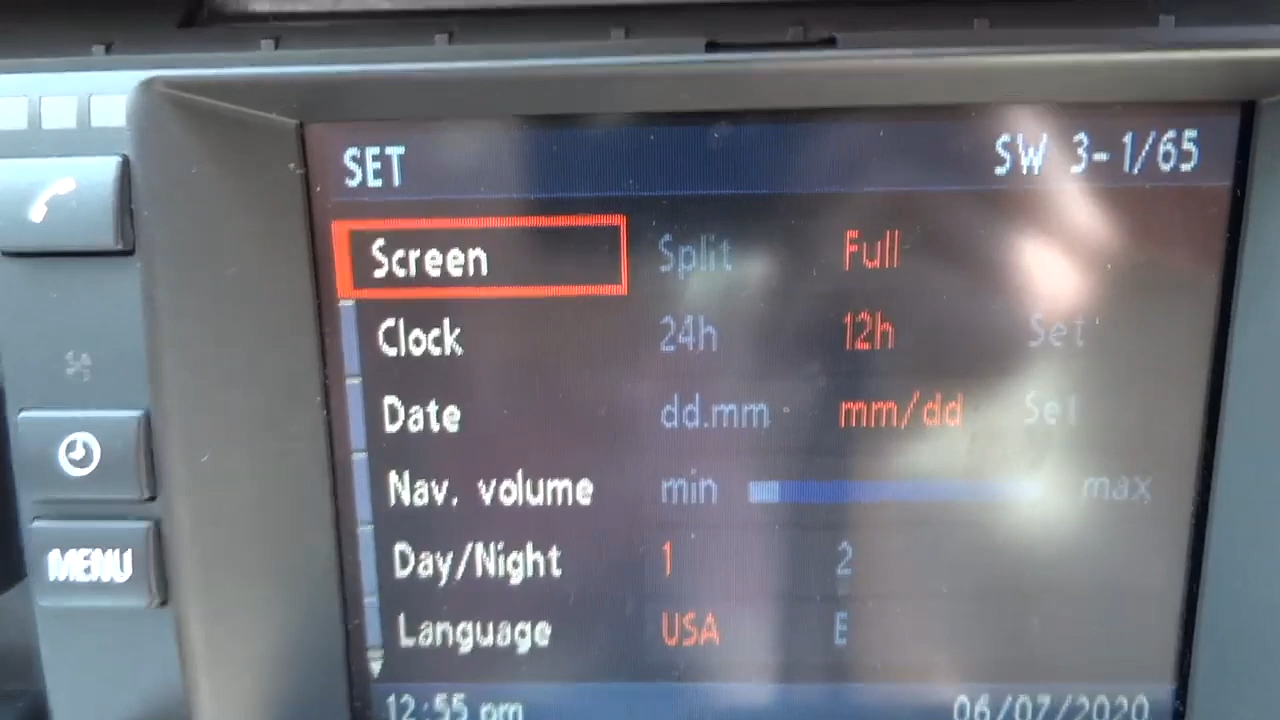 SET SW 3-1/65
Screen Split Full
Clock 24h 12h Set
Date dd.mm mm/dd Set
Nav. volume min max
Day/Night 1 2
MENU
Language USA E
12:55 pm 06/07/2020